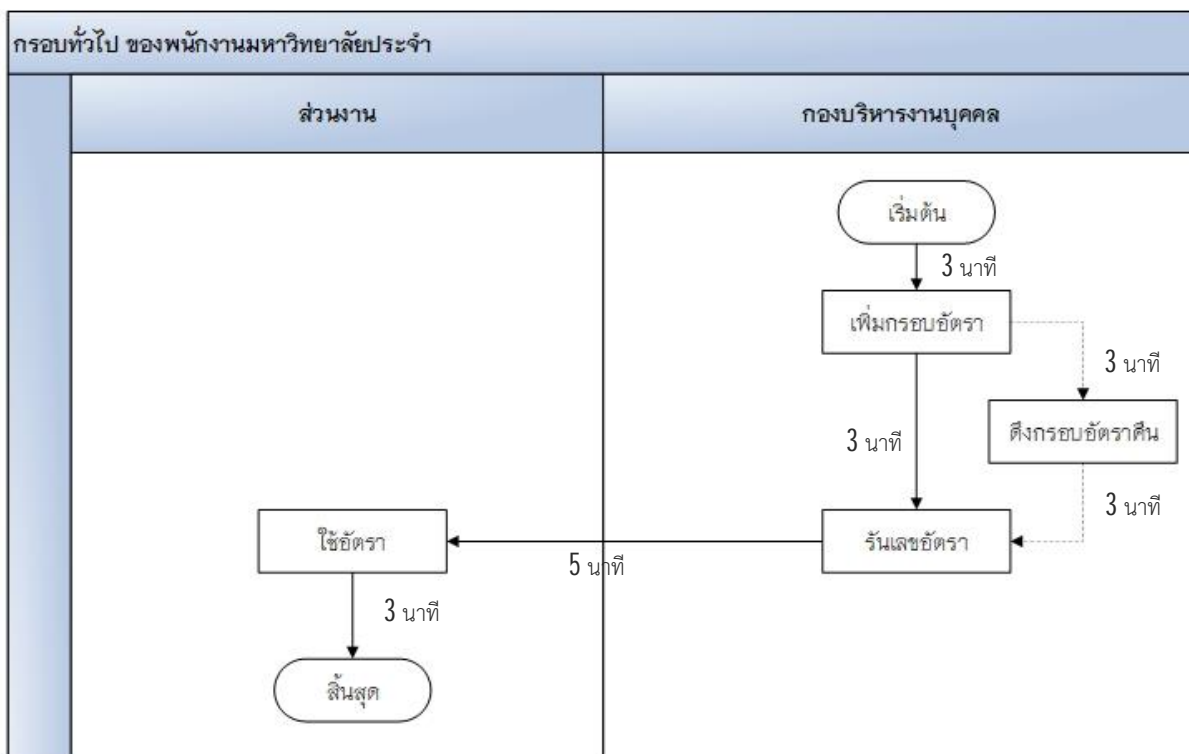 กรอบทั่วไป ของพนักงานมหาวิทยาลัยประจำ
ส่วนงาน
กองบริหารงานบุคคล
เริ่มต้น
3 นาที
เพิ่มกรอบอัตรา
3 นาที
ดึงกรอบอัตราคืน
3 นาที
3 นาที
ใช้อัตรา
รันเลขอัตรา
5 นาที
3 นาที
สิ้นสุด